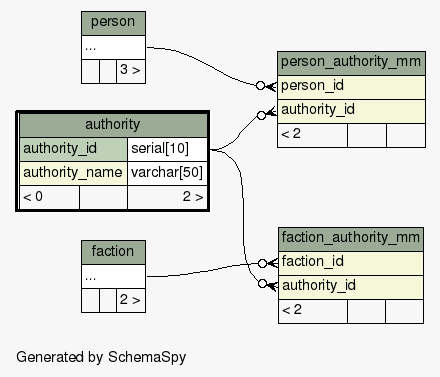 person
...
3 >
person_authority_mm
person_id
authority_id
< 2
authority
authority_id serial[10]
authority_name varchar[50]
< 0 2 >
faction
...
2 >
faction_authority_mm
faction_id
authority_id
< 2
Generated by SchemaSpy